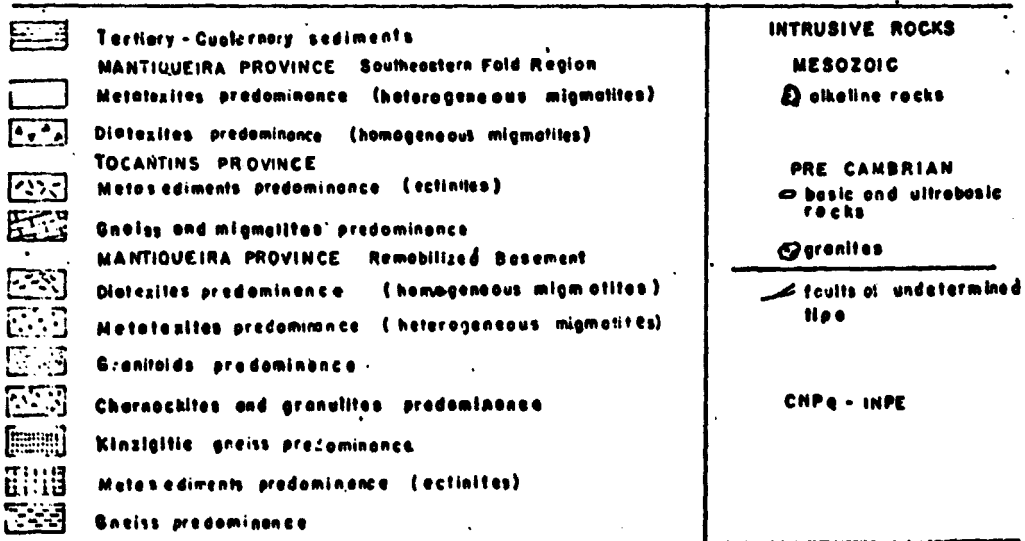 Tertiary-Cuaternary sediments
MANTIQUEIRA PROVINCE Southeastern Fold Region
Metatexites predominance (heterogeneous migmatites)
Diatexites predominance (homogeneous migmatites)
TOCANTINS PROVINCE
Metasediments predominance (ectinites)
Gneiss and migmatites predominance
MANTIQUEIRA PROVINCE Remobilized Basement
Diatexites predominance (homogeneous migmatites)
Metatexites predominance (heterogeneous migmatites)
Granitoids predominance
Charnockites and granulites predominance
Kinzigitic gneiss predominance
Metasediments predominance (ectinites)
Gneiss predominance
INTRUSIVE ROCKS
MESOZOIC
alkaline rocks
PRE CAMBRIAN
basic and ultrabasic
rocks
granites
faults of undetermined
tipo
CNPq - INPE